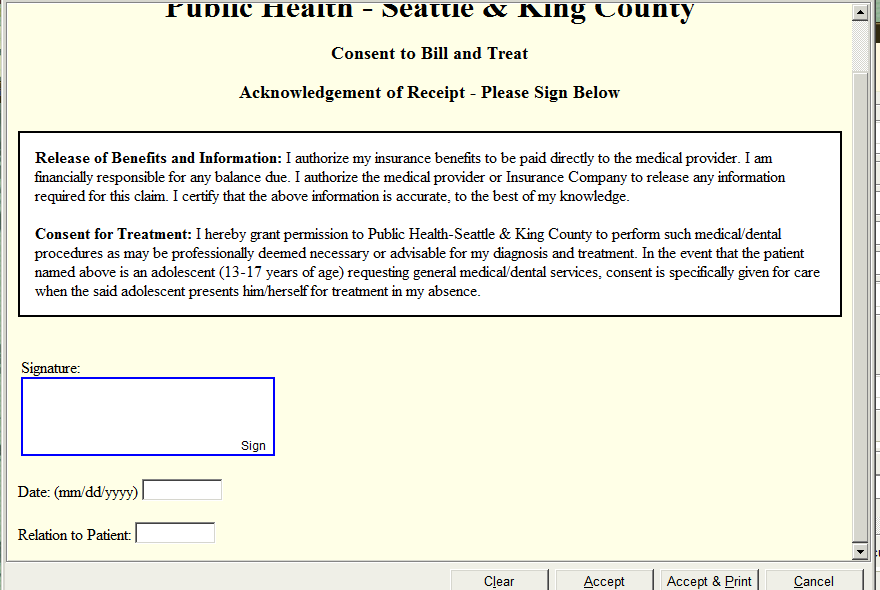 Public Health - Seattle & King County
Consent to Bill and Treat
Acknowledgement of Receipt - Please Sign Below
Release of Benefits and Information: I authorize my insurance benefits to be paid directly to the medical provider. I am
financially responsible for any balance due. I authorize the medical provider or Insurance Company to release any information
required for this claim. I certify that the above information is accurate, to the best of my knowledge.
Consent for Treatment: I hereby grant permission to Public Health-Seattle & King County to perform such medical/dental
procedures as may be professionally deemed necessary or advisable for my diagnosis and treatment. In the event that the patient
named above is an adolescent (13-17 years of age) requesting general medical/dental services, consent is specifically given for care
when the said adolescent presents him/herself for treatment in my absence.
Signature:
Sign
Date: (mm/dd/yyyy)
Relation to Patient:
Clear Accept Accept & Print Cancel